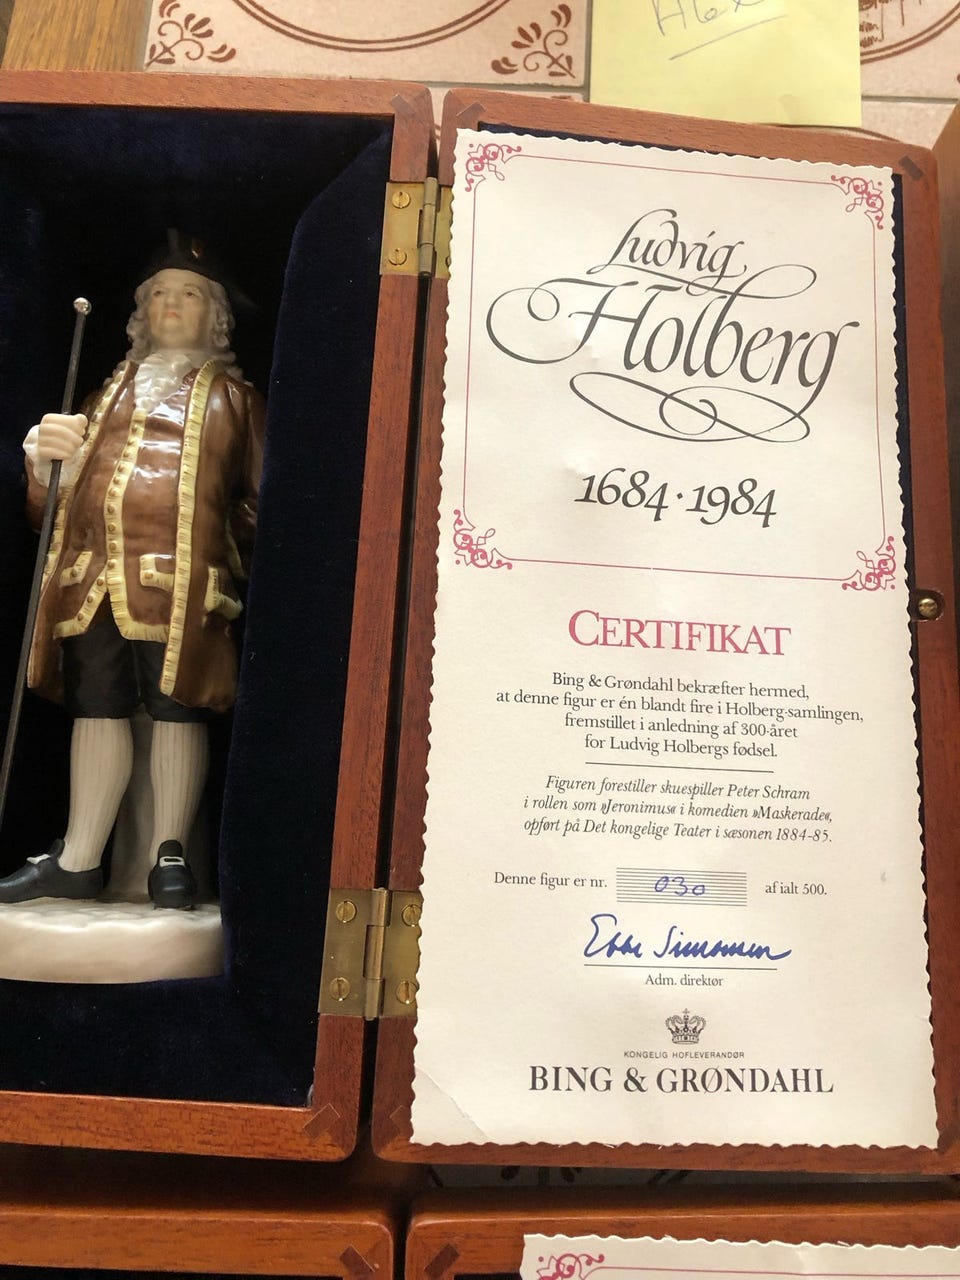 Alex
Ludvig
Holberg
1684·1984
CERTIFIKAT
Bing & Grøndahl bekræfter hermed,
at denne figur er én blandt fire i Holberg-samlingen,
fremstillet i anledning af 300-året
for Ludvig Holbergs fødsel.
Figuren forestiller skuespiller Peter Schram
i rollen som »Jeronimus« i komedien »Maskerade«,
opført på Det kongelige Teater i sæsonen 1884-85.
Denne figur er nr. 030 af ialt 500.
Ebbe Simonsen
Adm. direktør
KONGELIG HOFLEVERANDØR
BING & GRØNDAHL